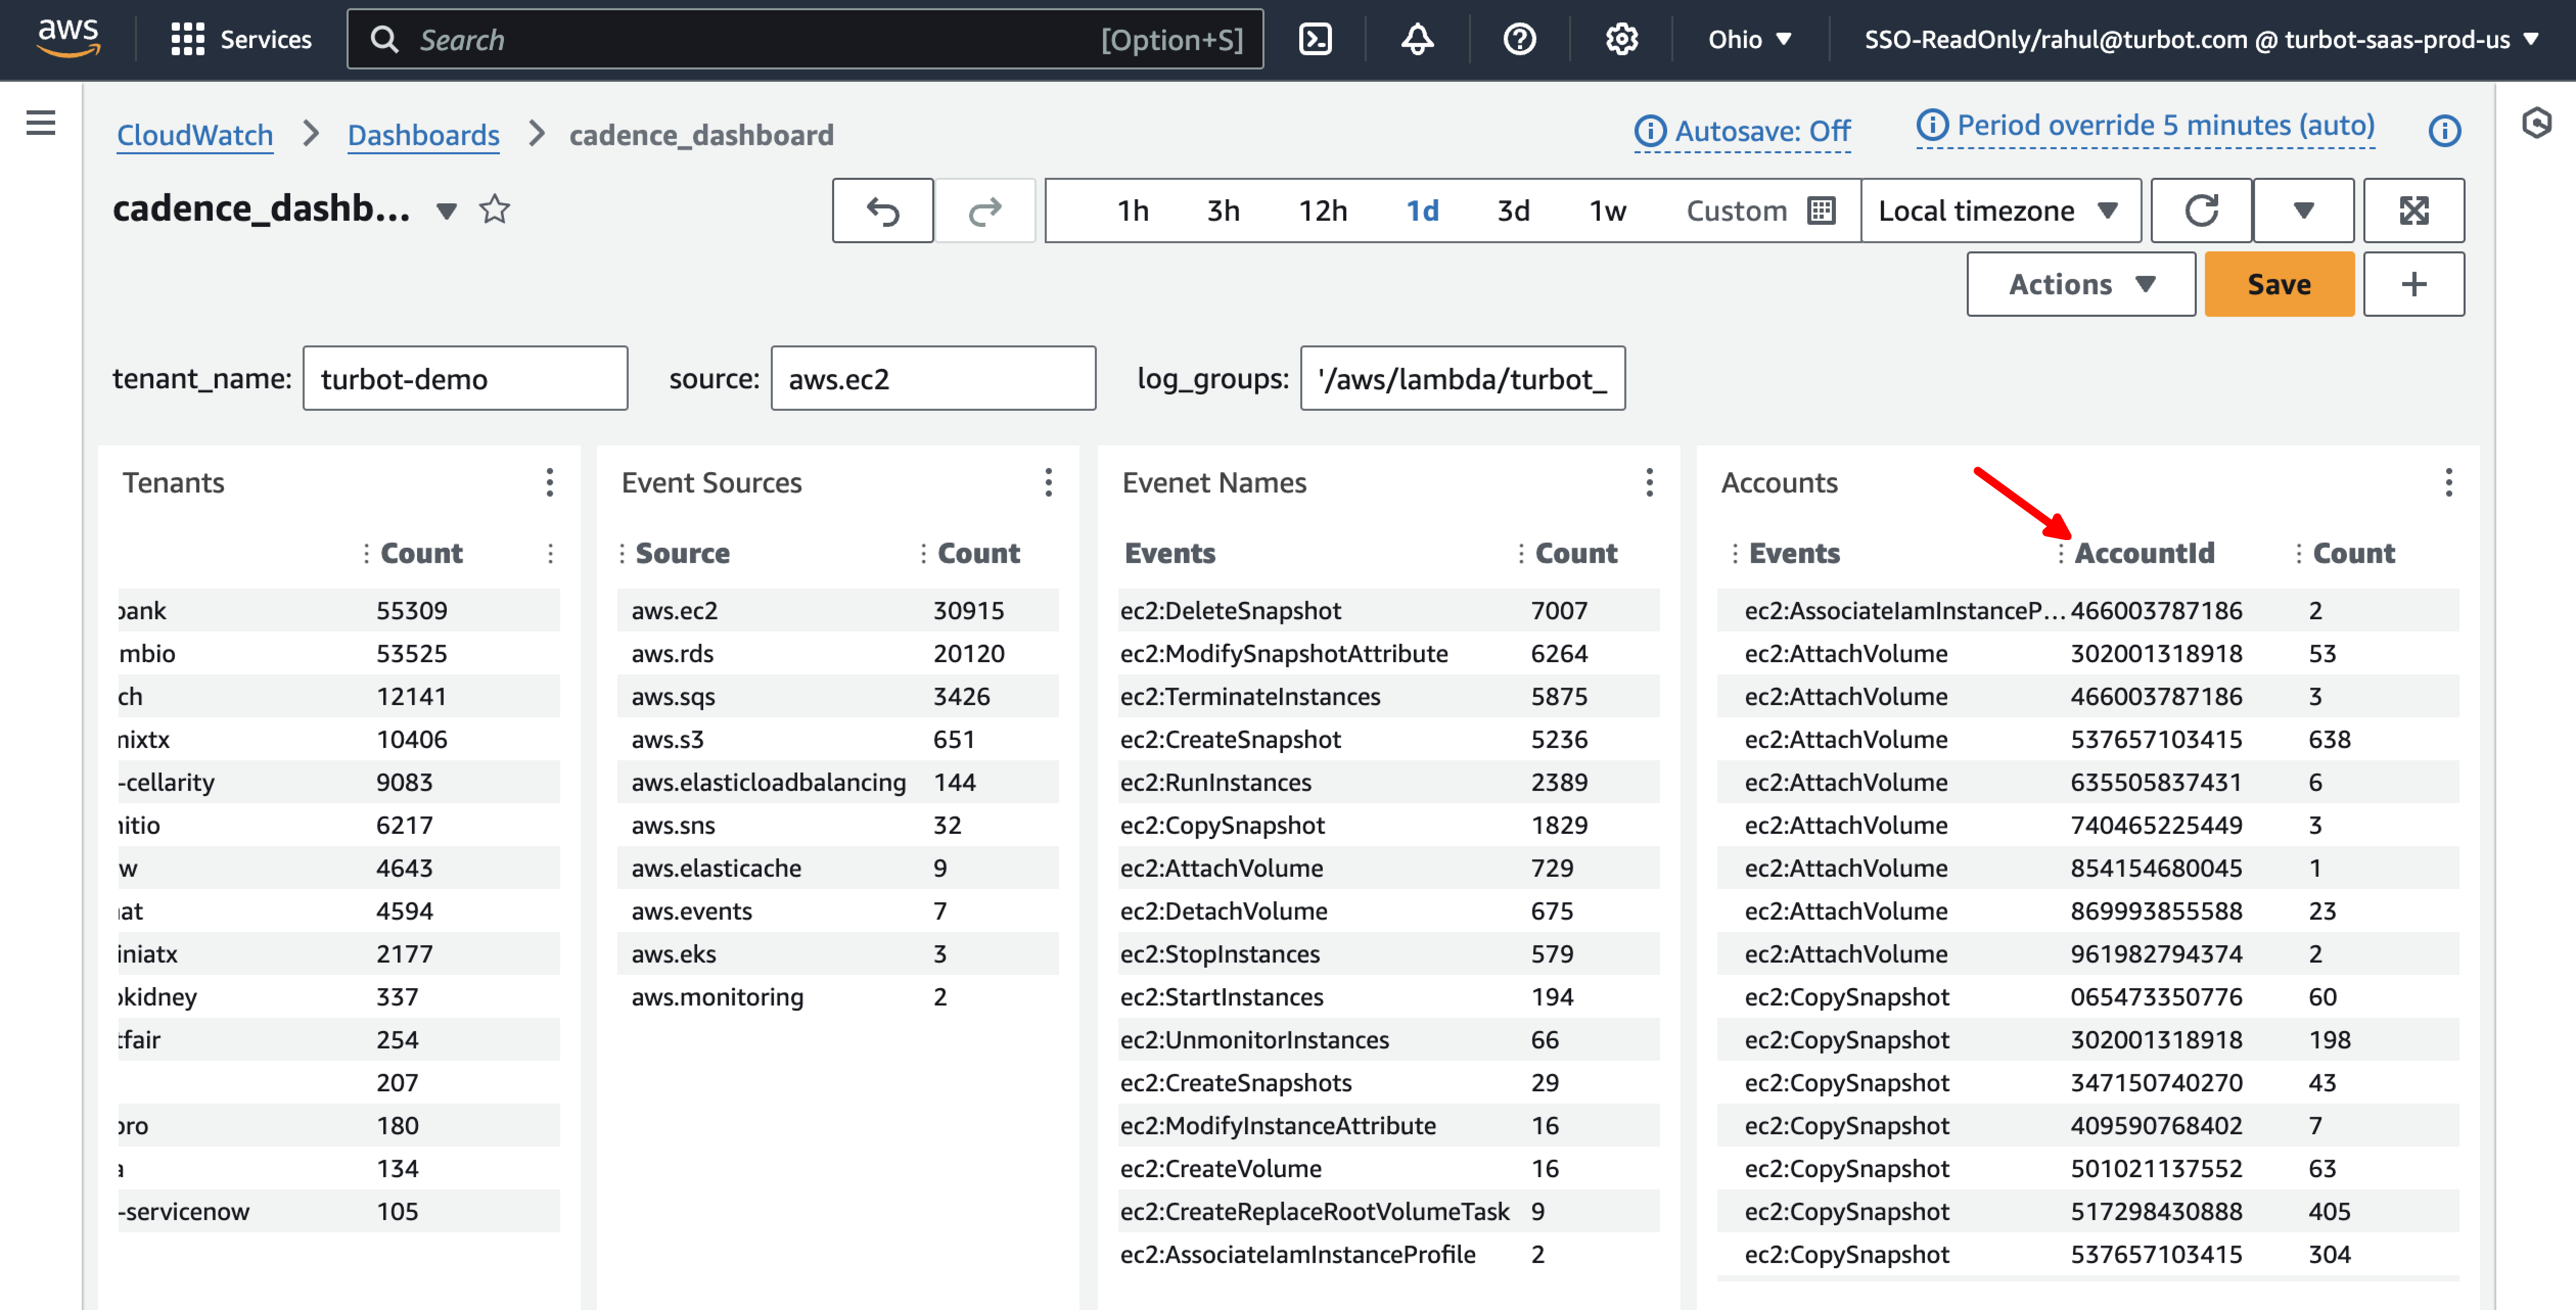 aws Services Search [Option+S] Ohio SSO-ReadOnly/rahul@turbot.com @ turbot-saas-prod-us
CloudWatch Dashboards cadence_dashboard Autosave: Off Period override 5 minutes (auto)
cadence_dashb... 1h 3h 12h 1d 3d 1w Custom Local timezone
Actions Save +
tenant_name: turbot-demo source: aws.ec2 log_groups: '/aws/lambda/turbot_
Tenants
Count
55309
mbio 53525
ch 12141
10406
-cellarity 9083
6217
w 4643
4594
iniatx 2177
337
254
207
180
134
-servicenow 105
Event Sources
Source Count
aws.ec2 30915
aws.rds 20120
aws.sqs 3426
aws.s3 651
aws.elasticloadbalancing 144
aws.sns 32
aws.elasticache 9
aws.events 7
aws.eks 3
aws.monitoring 2
Evenet Names
Events Count
ec2:DeleteSnapshot 7007
ec2:ModifySnapshotAttribute 6264
ec2:TerminateInstances 5875
ec2:CreateSnapshot 5236
ec2:RunInstances 2389
ec2:CopySnapshot 1829
ec2:AttachVolume 729
ec2:DetachVolume 675
ec2:StopInstances 579
ec2:StartInstances 194
ec2:UnmonitorInstances 66
ec2:CreateSnapshots 29
ec2:ModifyInstanceAttribute 16
ec2:CreateVolume 16
ec2:CreateReplaceRootVolumeTask 9
ec2:AssociateIamInstanceProfile 2
Accounts
Events AccountId Count
ec2:AssociateIamInstanceP... 466003787186 2
ec2:AttachVolume 302001318918 53
ec2:AttachVolume 466003787186 3
ec2:AttachVolume 537657103415 638
ec2:AttachVolume 635505837431 6
ec2:AttachVolume 740465225449 3
ec2:AttachVolume 854154680045 1
ec2:AttachVolume 869993855588 23
ec2:AttachVolume 961982794374 2
ec2:CopySnapshot 065473350776 60
ec2:CopySnapshot 302001318918 198
ec2:CopySnapshot 347150740270 43
ec2:CopySnapshot 409590768402 7
ec2:CopySnapshot 501021137552 63
ec2:CopySnapshot 517298430888 405
ec2:CopySnapshot 537657103415 304